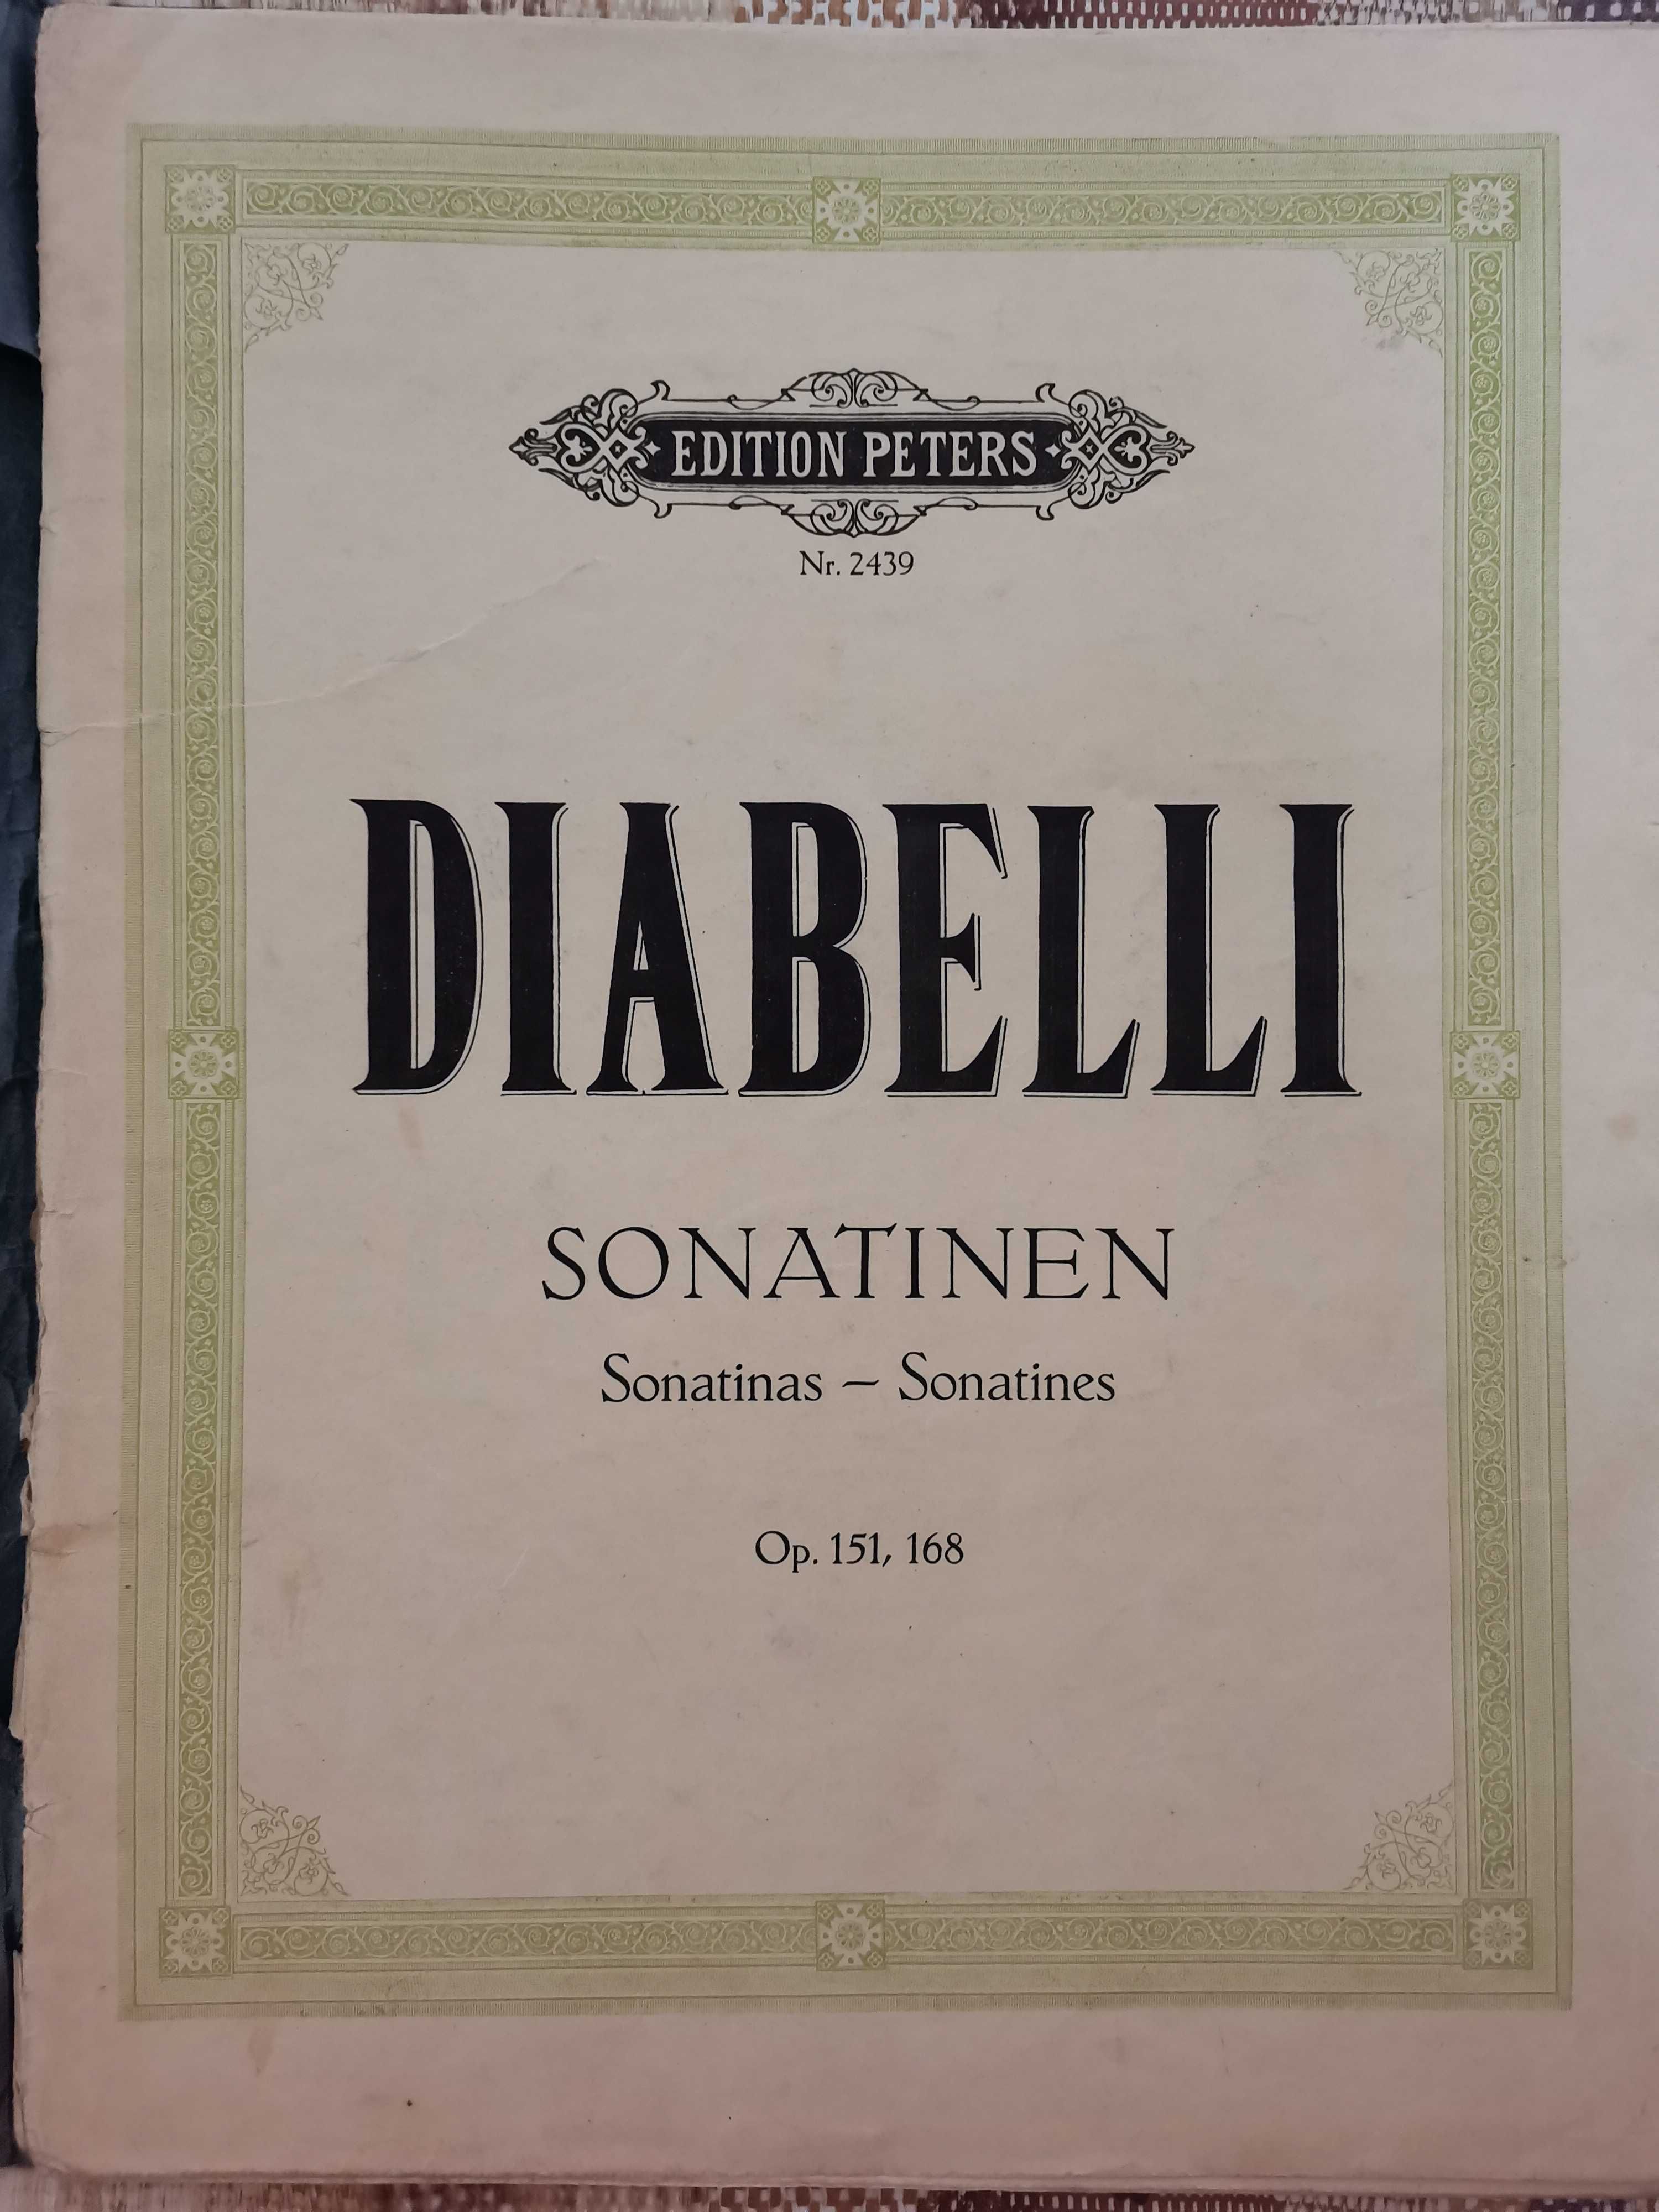 EDITION PETERS
Nr. 2439
DIABELLI
SONATINEN
Sonatinas – Sonatines
Op. 151, 168